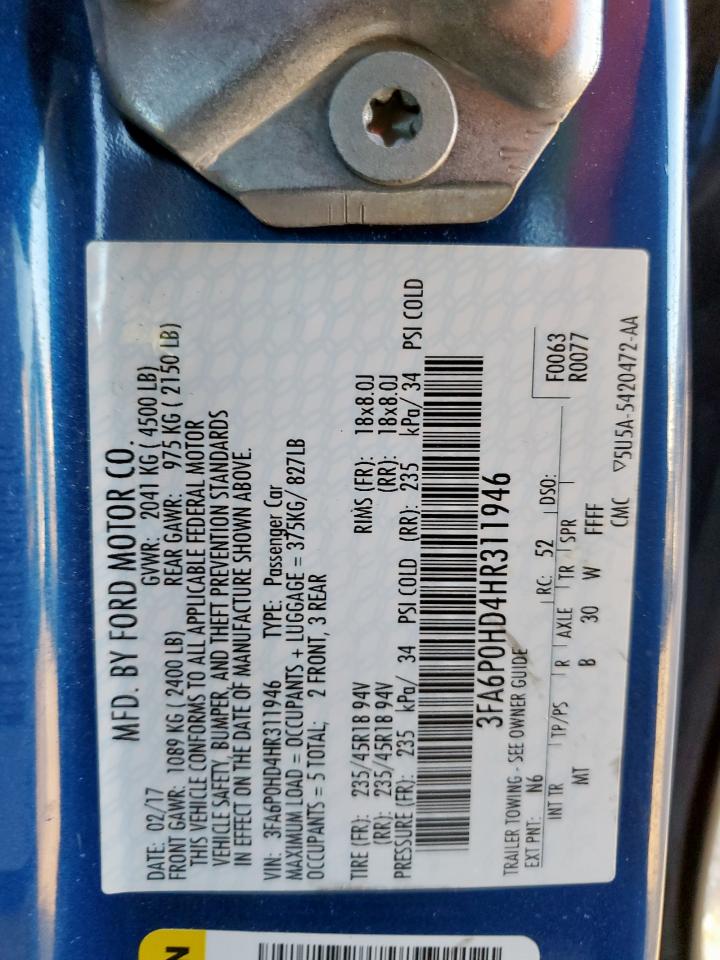 MFD. BY FORD MOTOR CO.
DATE: 02/17 GVWR: 2041 KG ( 4500 LB)
FRONT GAWR: 1089 KG ( 2400 LB) REAR GAWR: 975 KG ( 2150 LB)
THIS VEHICLE CONFORMS TO ALL APPLICABLE FEDERAL MOTOR
VEHICLE SAFETY, BUMPER, AND THEFT PREVENTION STANDARDS
IN EFFECT ON THE DATE OF MANUFACTURE SHOWN ABOVE.
VIN: 3FA6P0HD4HR311946 TYPE: Passenger Car
MAXIMUM LOAD = OCCUPANTS + LUGGAGE = 375KG/ 827LB
OCCUPANTS = 5 TOTAL; 2 FRONT, 3 REAR
TIRE (FR): 235/45R18 94V RIMS (FR): 18x8.0J
(RR): 235/45R18 94V (RR): 18x8.0J
PRESSURE (FR): 235 kPa/ 34 PSI COLD (RR): 235 kPa/ 34 PSI COLD
3FA6P0HD4HR311946
TRAILER TOWING - SEE OWNER GUIDE
EXT PNT: N6 RC: 52 DSO: F0063
R0077
INT TR TP/PS R AXLE TR SPR
MT B 30 W FFFF
CMC ▽5U5A-5420472-AA
N